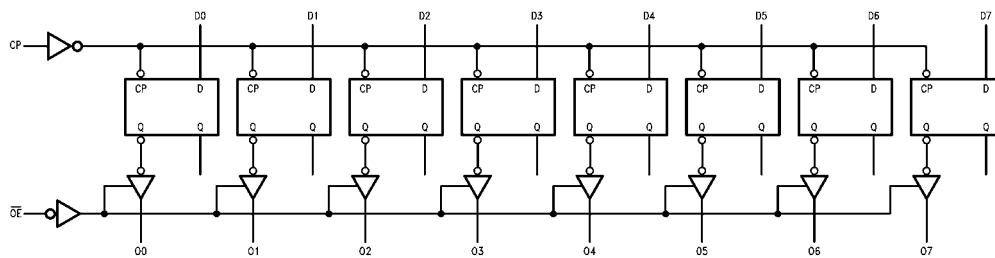 D0 D1 D2 D3 D4 D5 D6 D7
CP
CP D CP D CP D CP D CP D CP D CP D CP D
Q Q Q Q Q Q Q Q Q Q Q Q Q Q Q Q
O̅E̅
O0 O1 O2 O3 O4 O5 O6 O7